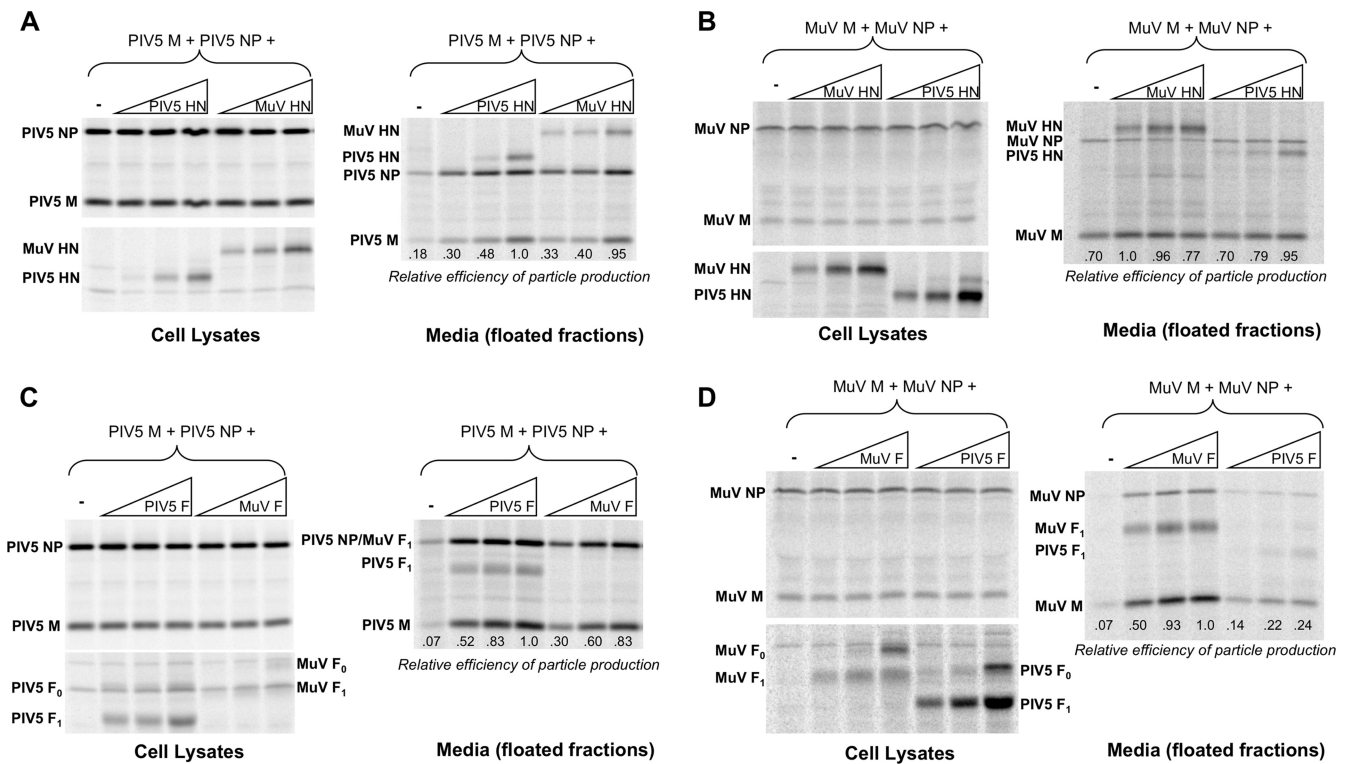 A
PIV5 M + PIV5 NP +
- PIV5 HN MuV HN
PIV5 NP
PIV5 M
MuV HN
PIV5 HN
Cell Lysates
PIV5 M + PIV5 NP +
- PIV5 HN MuV HN
MuV HN
PIV5 HN
PIV5 NP
PIV5 M
.18 .30 .48 1.0 .33 .40 .95
Relative efficiency of particle production
Media (floated fractions)
B
MuV M + MuV NP +
- MuV HN PIV5 HN
MuV NP
MuV M
MuV HN
PIV5 HN
Cell Lysates
MuV M + MuV NP +
- MuV HN PIV5 HN
MuV HN
MuV NP
PIV5 HN
MuV M
.70 1.0 .96 .77 .70 .79 .95
Relative efficiency of particle production
Media (floated fractions)
C
PIV5 M + PIV5 NP +
- PIV5 F MuV F
PIV5 NP
PIV5 M
MuV F0
PIV5 F0 MuV F1
PIV5 F1
Cell Lysates
PIV5 M + PIV5 NP +
- PIV5 F MuV F
PIV5 NP/MuV F1
PIV5 F1
PIV5 M
.07 .52 .83 1.0 .30 .60 .83
Relative efficiency of particle production
Media (floated fractions)
D
MuV M + MuV NP +
- MuV F PIV5 F
MuV NP
MuV M
MuV F0
PIV5 F0
MuV F1
PIV5 F1
Cell Lysates
MuV M + MuV NP +
- MuV F PIV5 F
MuV NP
MuV F1
PIV5 F1
MuV M
.07 .50 .93 1.0 .14 .22 .24
Relative efficiency of particle production
Media (floated fractions)